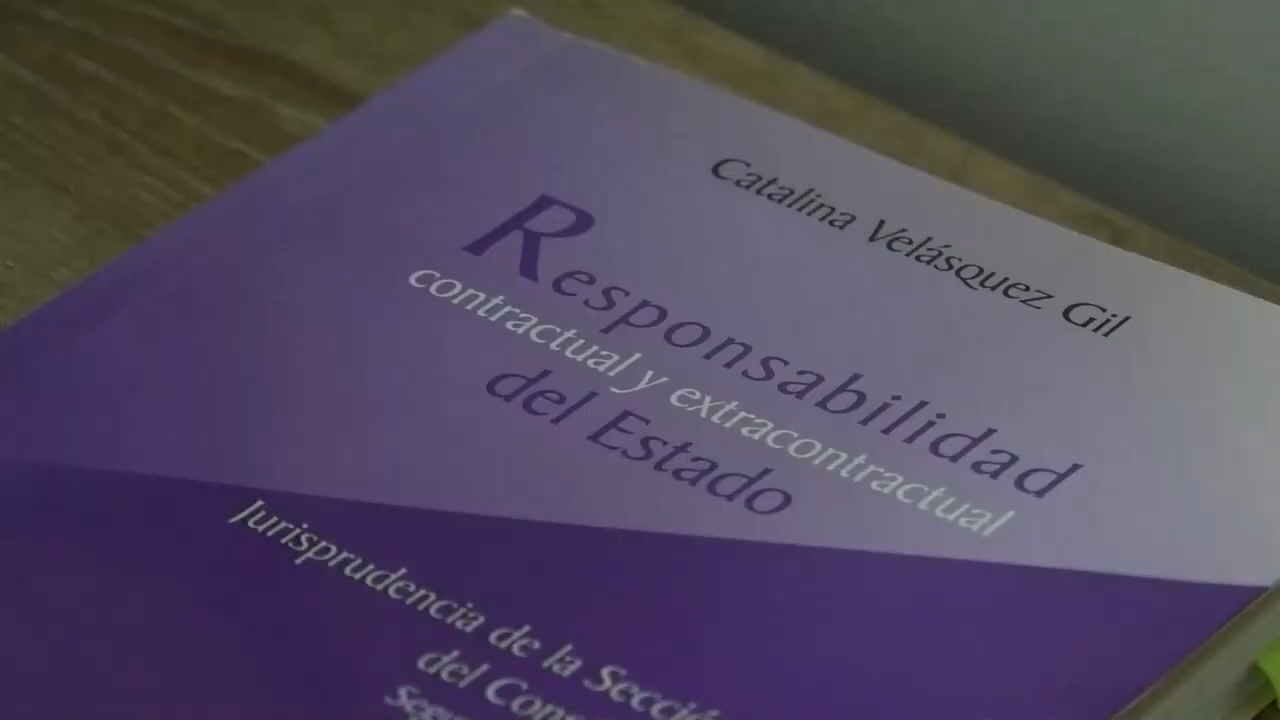 Catalina Velásquez Gil
Responsabilidad
contractual y extracontractual
del Estado
Jurisprudencia de la
del